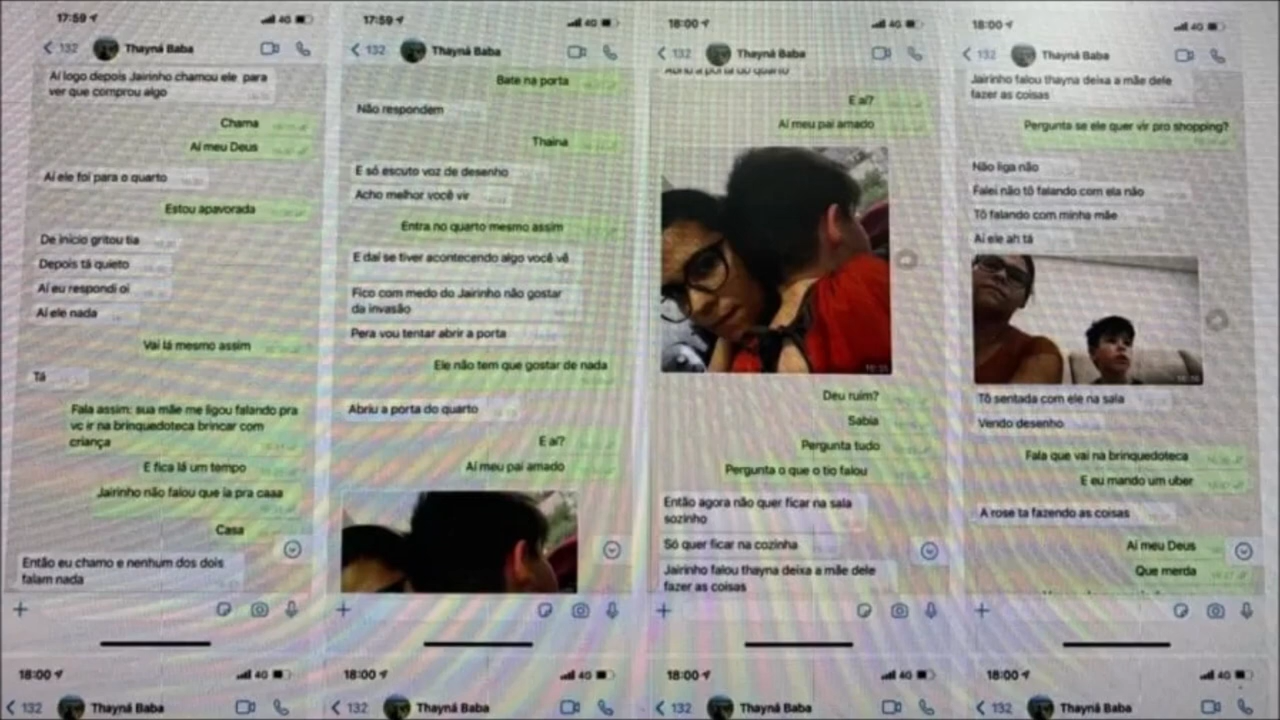 17:59
4G
132
Thayná Baba
Aí logo depois Jairinho chamou ele para
ver que comprou algo
Chama
Aí meu Deus
Aí ele foi para o quarto
Estou apavorada
De início gritou tia
Depois tá quieto
Aí eu respondi oi
Aí ele nada
Vai lá mesmo assim
Tá
Fala assim: sua mãe me ligou falando pra
vc ir na brinquedoteca brincar com
criança
E fica lá um tempo
Jairinho não falou que ia pra caaa
Casa
Então eu chamo e nenhum dos dois
falam nada
17:59
4G
132
Thayná Baba
Bate na porta
Não respondem
Thaina
E só escuto voz de desenho
Acho melhor você vir
Entra no quarto mesmo assim
E daí se tiver acontecendo algo você vê
Fico com medo do Jairinho não gostar
da invasão
Pera vou tentar abrir a porta
Ele não tem que gostar de nada
Abriu a porta do quarto
E aí?
Aí meu pai amado
18:00
4G
132
Thayná Baba
Abriu a porta do quarto
E aí?
Aí meu pai amado
Deu ruim?
Sabia
Pergunta tudo
Pergunta o que o tio falou
Então agora não quer ficar na sala
sozinho
Só quer ficar na cozinha
Jairinho falou thayna deixa a mãe dele
fazer as coisas
18:00
4G
132
Thayná Baba
Jairinho falou thayna deixa a mãe dele
fazer as coisas
Pergunta se ele quer vir pro shopping?
Não liga não
Falei não tô falando com ela não
Tô falando com minha mãe
Aí ele ah tá
Tô sentada com ele na sala
Vendo desenho
Fala que vai na brinquedoteca
E eu mando um uber
A rose ta fazendo as coisas
Aí meu Deus
Que merda
18:00
4G
132
Thayná Baba
18:00
4G
132
Thayná Baba
18:00
4G
132
Thayná Baba
18:00
4G
132
Thayná Baba